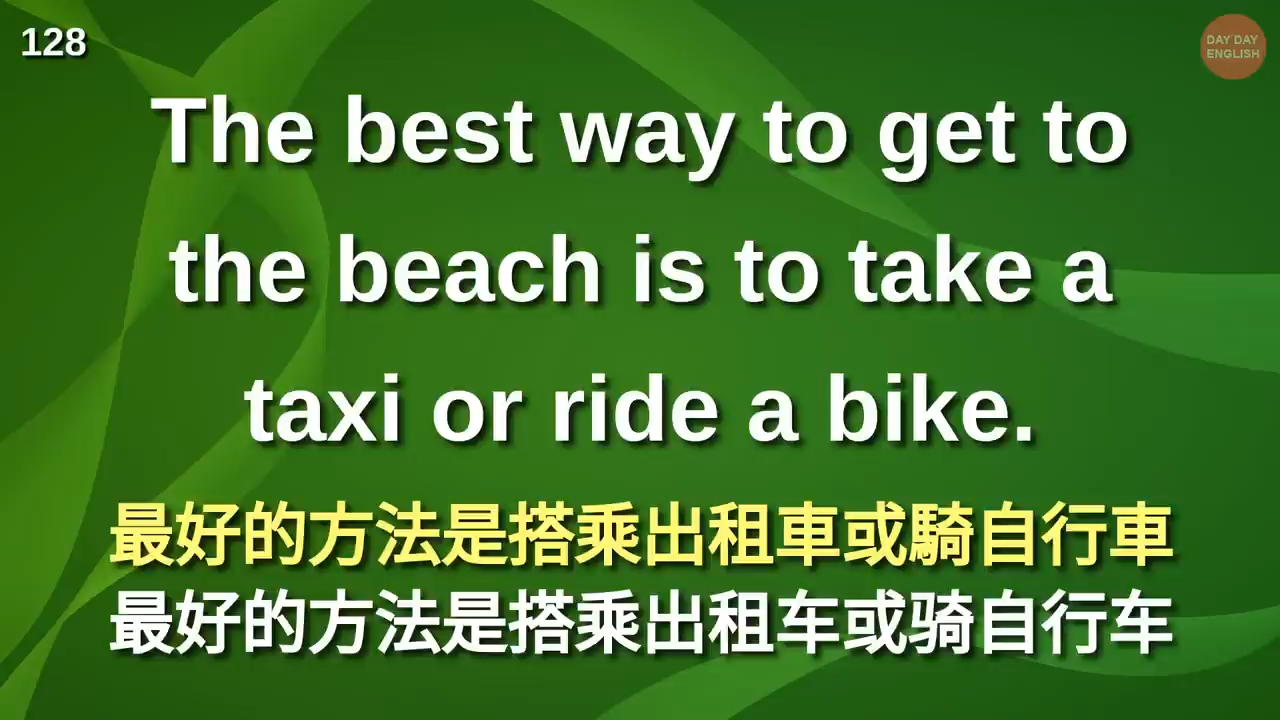 128
DAY DAY
ENGLISH
The best way to get to
the beach is to take a
taxi or ride a bike.
最好的方法是搭乘出租車或騎自行車
最好的方法是搭乘出租车或骑自行车